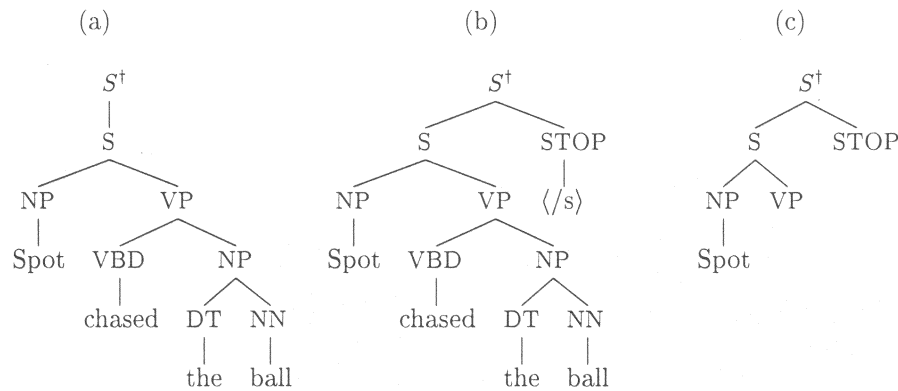 (a) (b) (c)
S† S† S†
S S STOP S STOP
NP VP NP VP ⟨/s⟩ NP VP
Spot VBD NP Spot VBD NP Spot
chased DT NN chased DT NN
the ball the ball